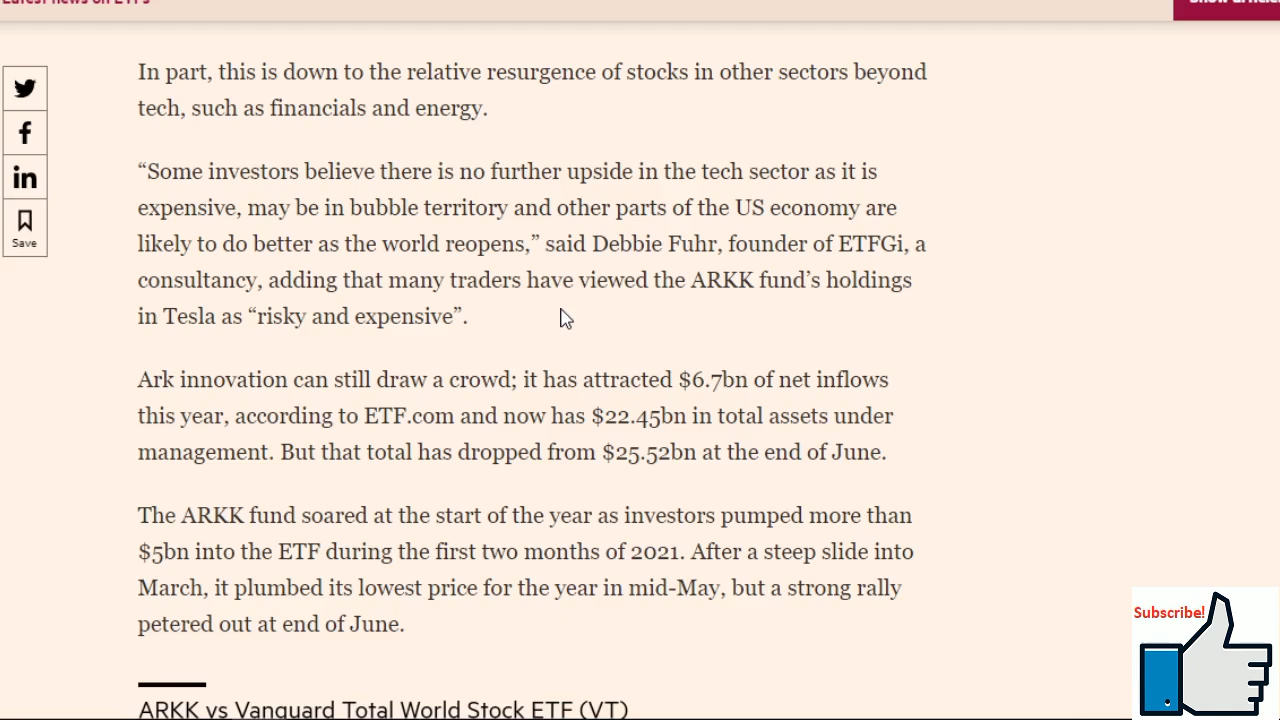 Latest news on ETFs
Show article
In part, this is down to the relative resurgence of stocks in other sectors beyond
tech, such as financials and energy.
“Some investors believe there is no further upside in the tech sector as it is
expensive, may be in bubble territory and other parts of the US economy are
likely to do better as the world reopens,” said Debbie Fuhr, founder of ETFGi, a
consultancy, adding that many traders have viewed the ARKK fund’s holdings
in Tesla as “risky and expensive”.
Ark innovation can still draw a crowd; it has attracted $6.7bn of net inflows
this year, according to ETF.com and now has $22.45bn in total assets under
management. But that total has dropped from $25.52bn at the end of June.
The ARKK fund soared at the start of the year as investors pumped more than
$5bn into the ETF during the first two months of 2021. After a steep slide into
March, it plumbed its lowest price for the year in mid-May, but a strong rally
petered out at end of June.
ARKK vs Vanguard Total World Stock ETF (VT)
f
in
Save
Subscribe!